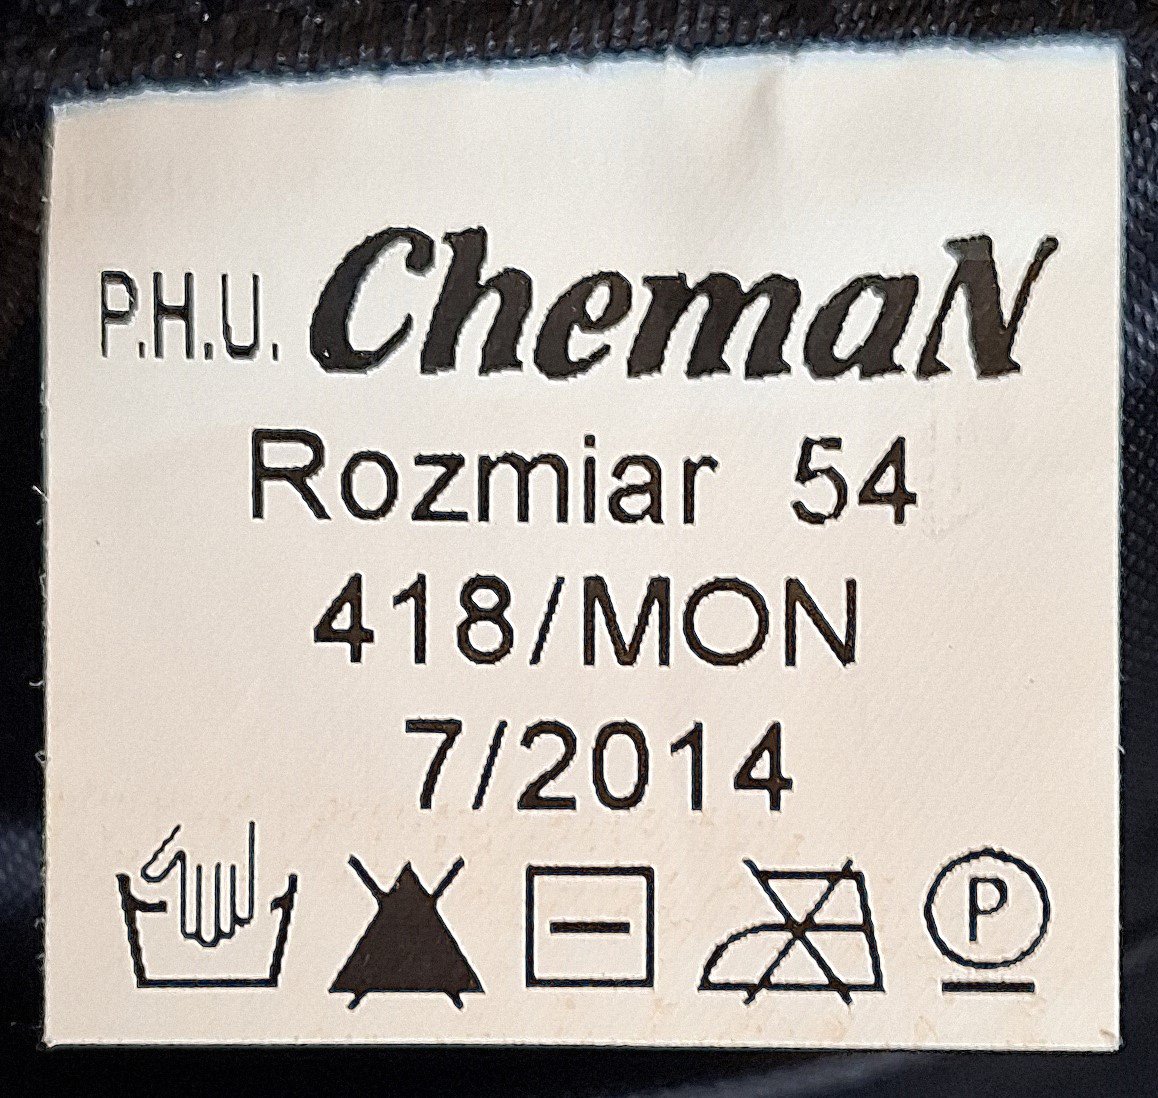 P.H.U. ChemaN
Rozmiar 54
418/MON
7/2014
P